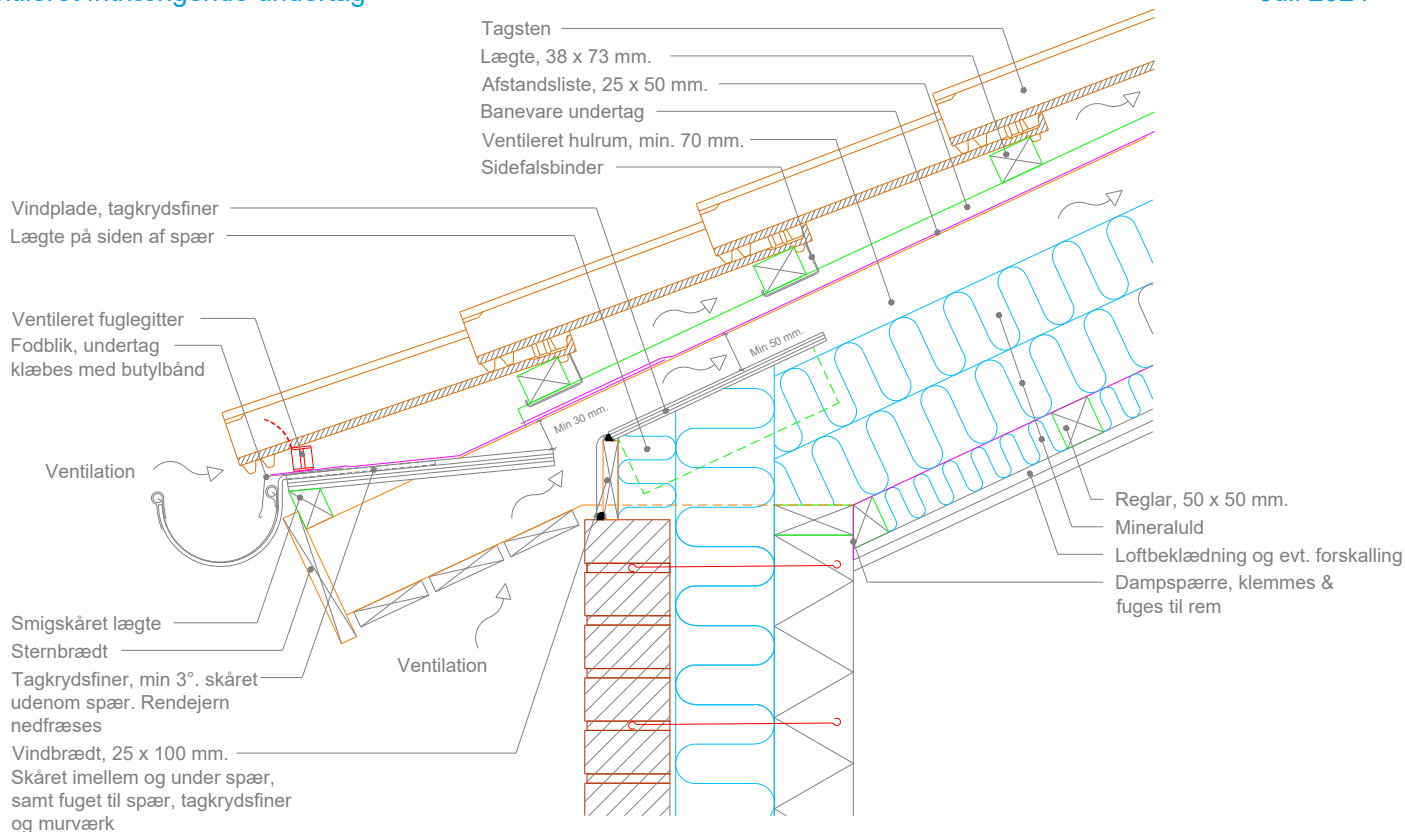 undertag
Tagsten
Lægte, 38 x 73 mm.
Afstandsliste, 25 x 50 mm.
Banevare undertag
Ventileret hulrum, min. 70 mm.
Sidefalsbinder
Vindplade, tagkrydsfiner
Lægte på siden af spær
Ventileret fuglegitter
Fodblik, undertag
klæbes med butylbånd
Min 50 mm.
Min 30 mm.
Ventilation
Reglar, 50 x 50 mm.
Mineraluld
Loftbeklædning og evt. forskalling
Dampspærre, klemmes &
fuges til rem
Smigskåret lægte
Sternbrædt
Ventilation
Tagkrydsfiner, min 3°. skåret
udenom spær. Rendejern
nedfræses
Vindbrædt, 25 x 100 mm.
Skåret imellem og under spær,
samt fuget til spær, tagkrydsfiner
og murværk